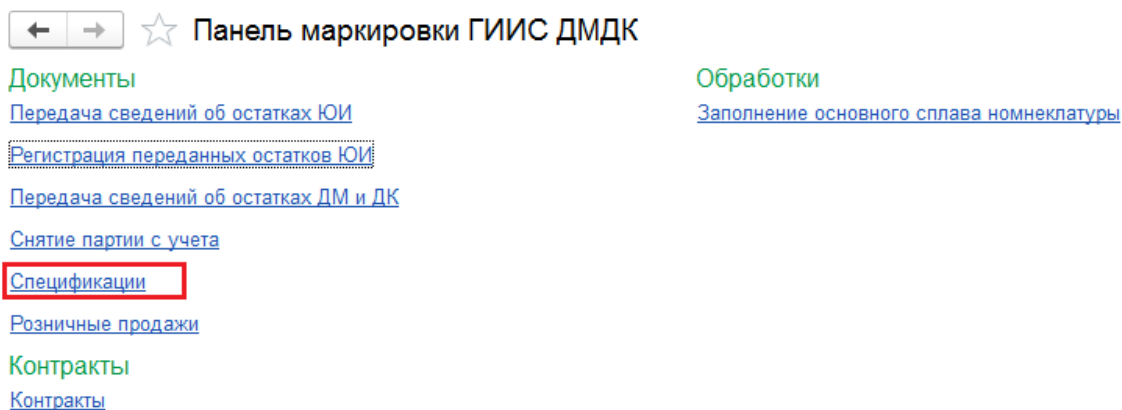 Панель маркировки ГИИС ДМДК
Документы
Передача сведений об остатках ЮИ
Регистрация переданных остатков ЮИ
Передача сведений об остатках ДМ и ДК
Снятие партии с учета
Спецификации
Розничные продажи
Контракты
Контракты
Обработки
Заполнение основного сплава номнеклатуры